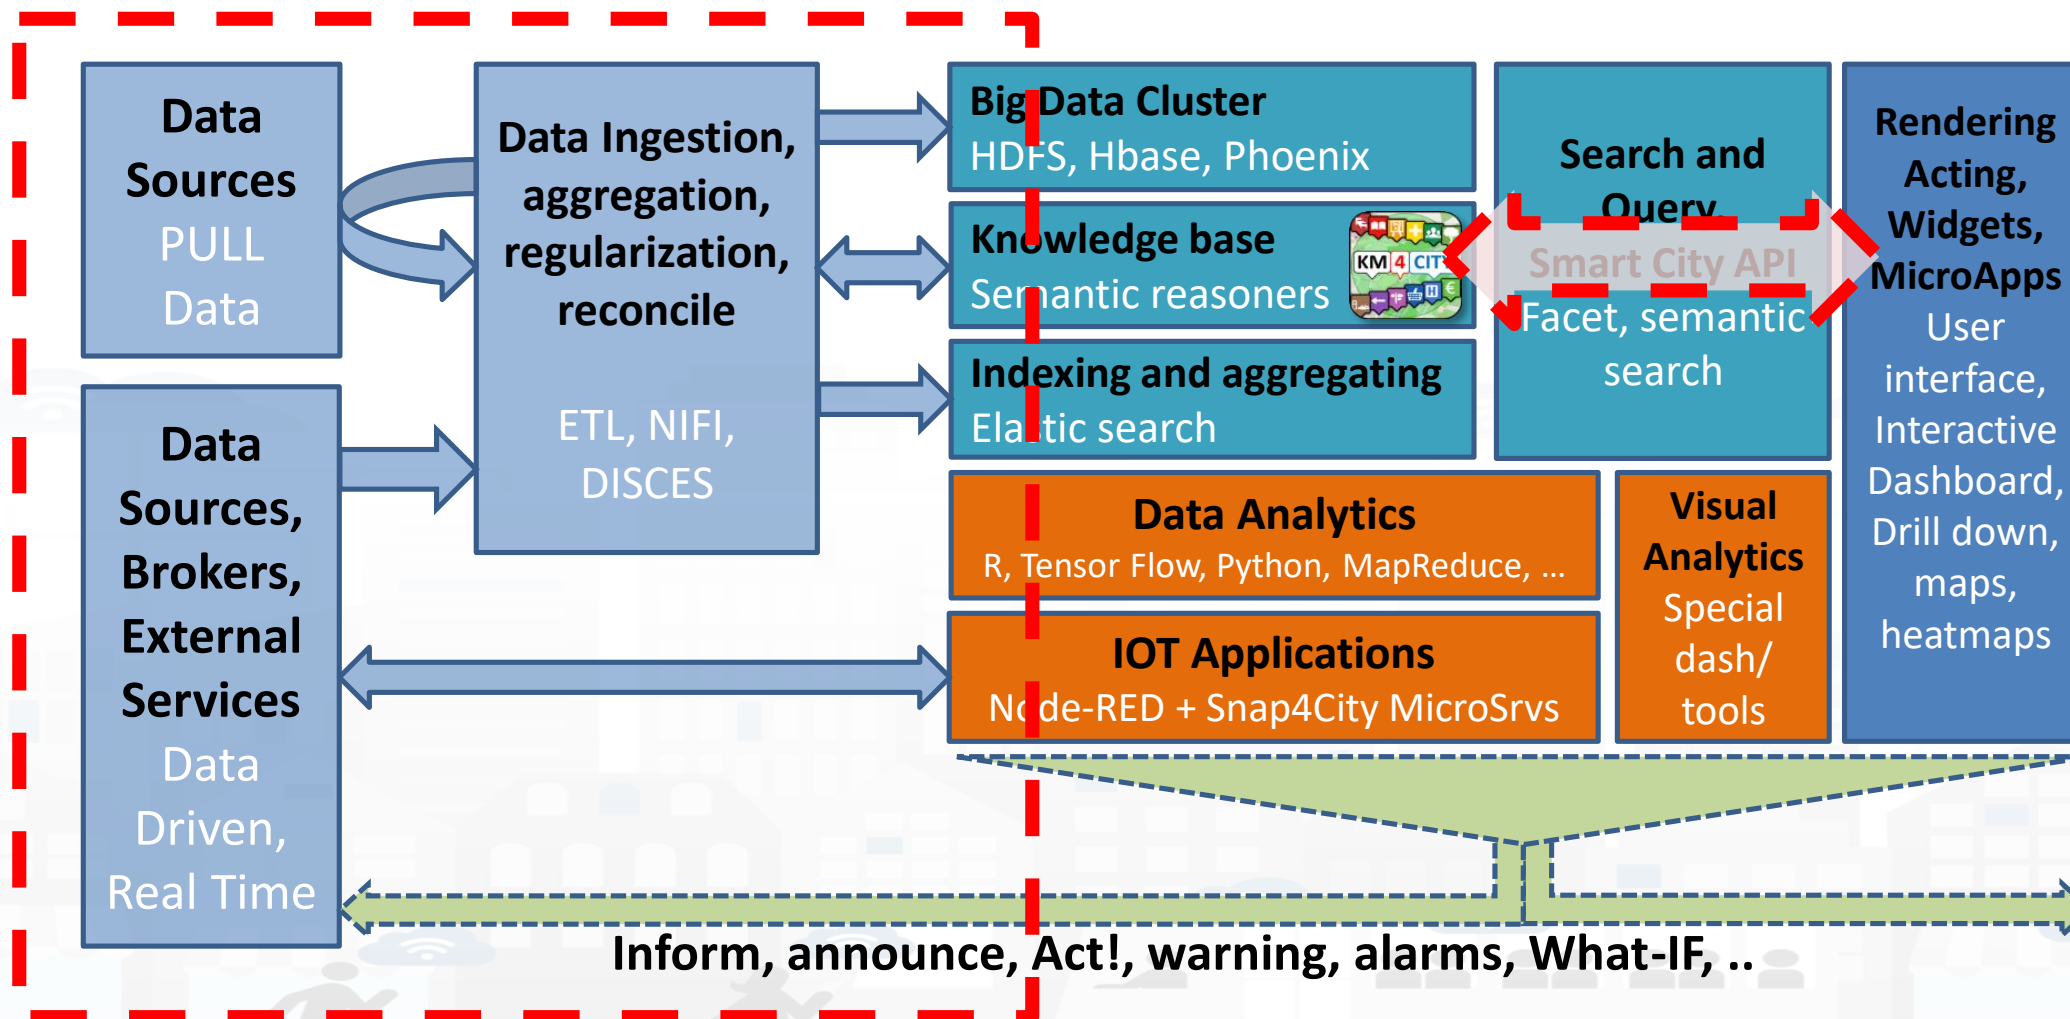 Data
Sources
PULL
Data
Data
Sources,
Brokers,
External
Services
Data
Driven,
Real Time
Data Ingestion,
aggregation,
regularization,
reconcile
ETL, NIFI,
DISCES
Big Data Cluster
HDFS, Hbase, Phoenix
Knowledge base
Semantic reasoners
KM 4 CITY
Indexing and aggregating
Elastic search
Data Analytics
R, Tensor Flow, Python, MapReduce, ...
IOT Applications
Node-RED + Snap4City MicroSrvs
Search and
Query,
Smart City API
Facet, semantic
search
Visual
Analytics
Special
dash/
tools
Rendering
Acting,
Widgets,
MicroApps
User
interface,
Interactive
Dashboard,
Drill down,
maps,
heatmaps
Inform, announce, Act!, warning, alarms, What-IF, ..